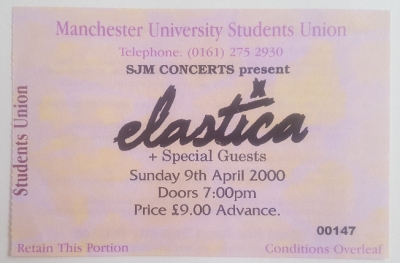 Manchester University Students Union
Telephone: (0161) 275 2930
SJM CONCERTS present
elastica
+ Special Guests
Sunday 9th April 2000
Doors 7:00pm
Price £9.00 Advance.
00147
Retain This Portion
Conditions Overleaf
Students Union